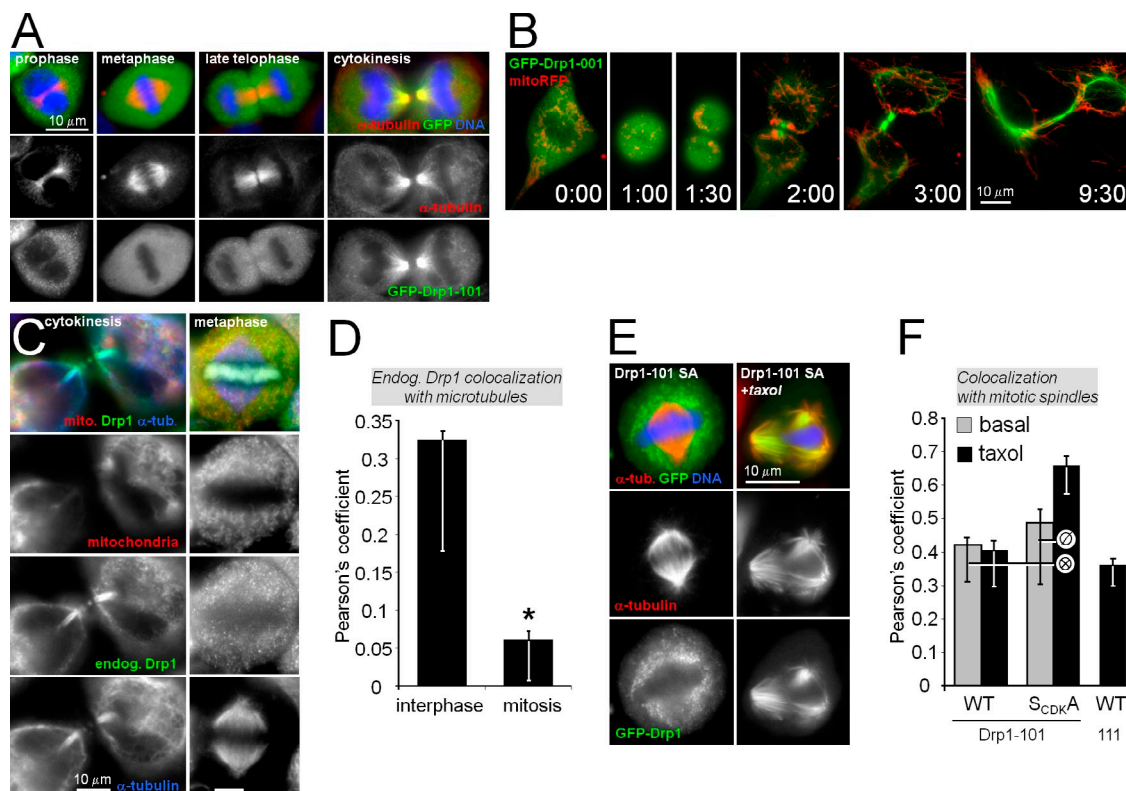 A
prophase
metaphase
late telophase
cytokinesis
10 µm
α-tubulin GFP DNA
α-tubulin
GFP-Drp1-101
B
GFP-Drp1-001
mitoRFP
0:00
1:00
1:30
2:00
3:00
10 µm
9:30
C
cytokinesis
metaphase
mito. Drp1 α-tub.
mitochondria
endog. Drp1
10 µm
α-tubulin
D
Endog. Drp1 colocalization
with microtubules
Pearson's coefficient
0.35
0.3
0.25
0.2
0.15
0.1
0.05
0
*
interphase
mitosis
E
Drp1-101 SA
Drp1-101 SA
+taxol
α-tub. GFP DNA
10 µm
α-tubulin
GFP-Drp1
F
Colocalization
with mitotic spindles
Pearson's coefficient
0.8
0.7
0.6
0.5
0.4
0.3
0.2
0.1
0
basal
taxol
WT
SCDKA
WT
Drp1-101
111